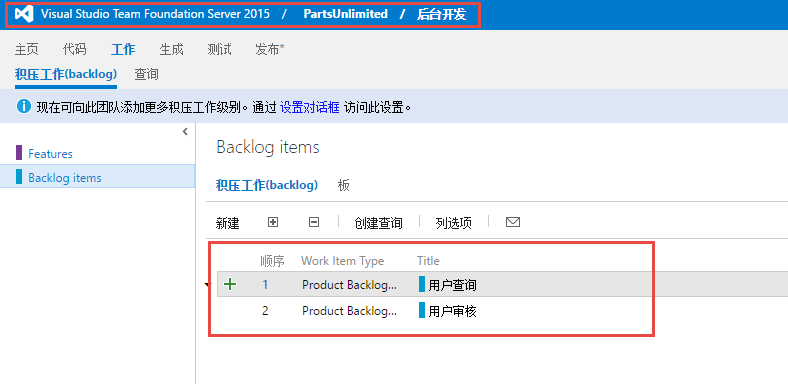 Visual Studio Team Foundation Server 2015 / PartsUnlimited / 后台开发
主页 代码 工作 生成 测试 发布*
积压工作(backlog) 查询
现在可向此团队添加更多积压工作级别。通过 设置对话框 访问此设置。
Features
Backlog items
Backlog items
积压工作(backlog) 板
新建 创建查询 列选项
顺序 Work Item Type Title
1 Product Backlog... 用户查询
2 Product Backlog... 用户审核